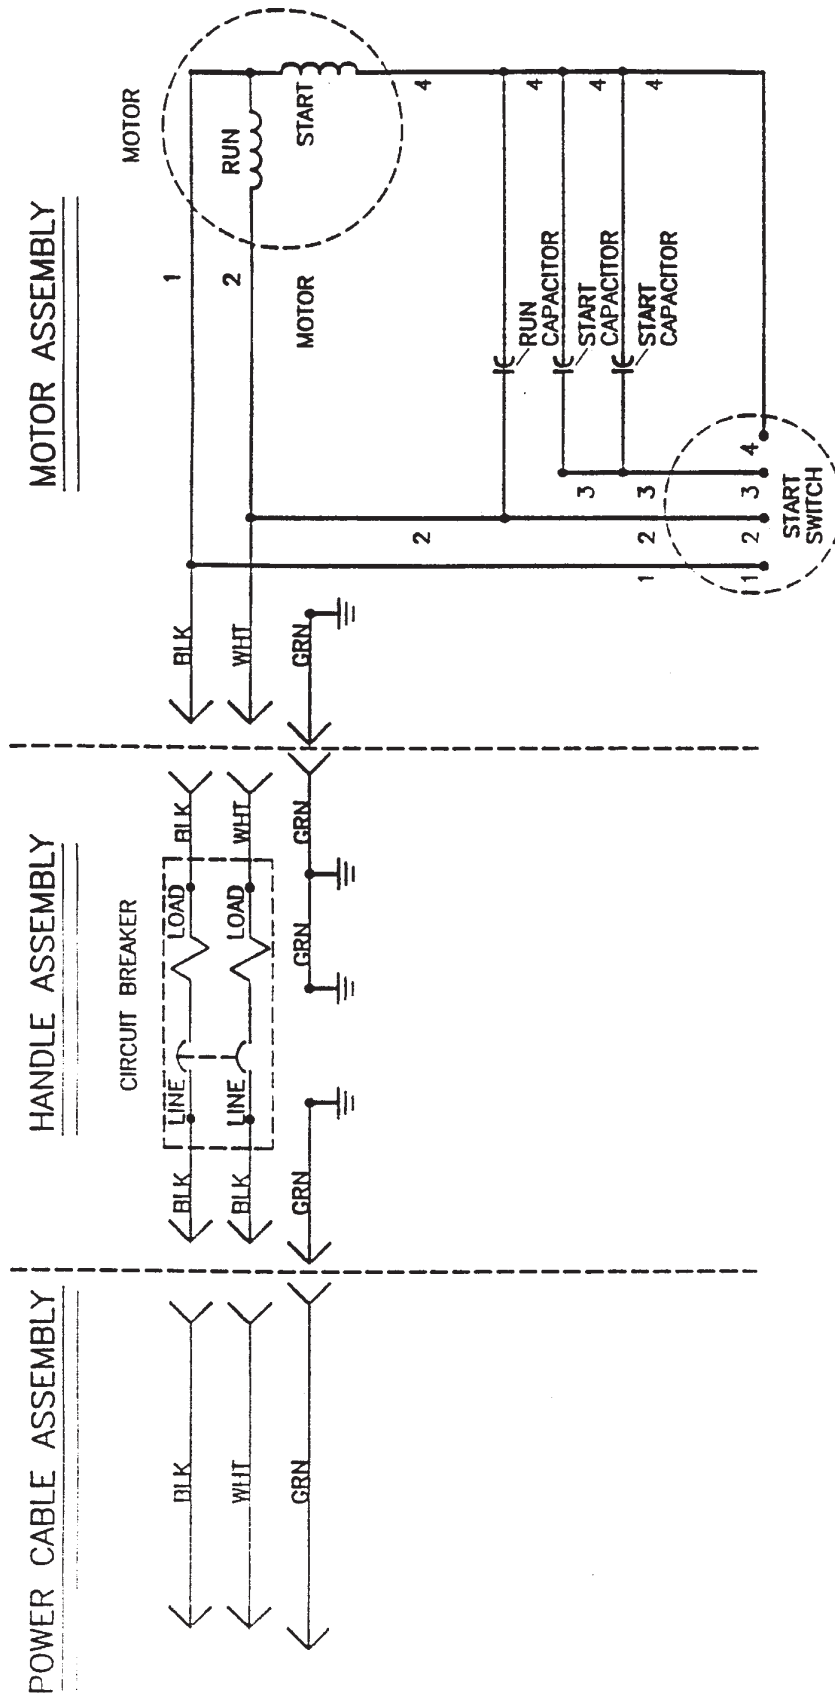 POWER CABLE ASSEMBLY
BLK
WHT
GRN
HANDLE ASSEMBLY
CIRCUIT BREAKER
BLK
LINE
LOAD
BLK
BLK
LINE
LOAD
WHT
GRN
GRN
GRN
MOTOR ASSEMBLY
MOTOR
BLK
1
WHT
2
RUN
GRN
MOTOR
START
2
4
RUN
CAPACITOR
4
3
START
CAPACITOR
4
1
2
3
START
CAPACITOR
4
1
2
3
4
START
SWITCH